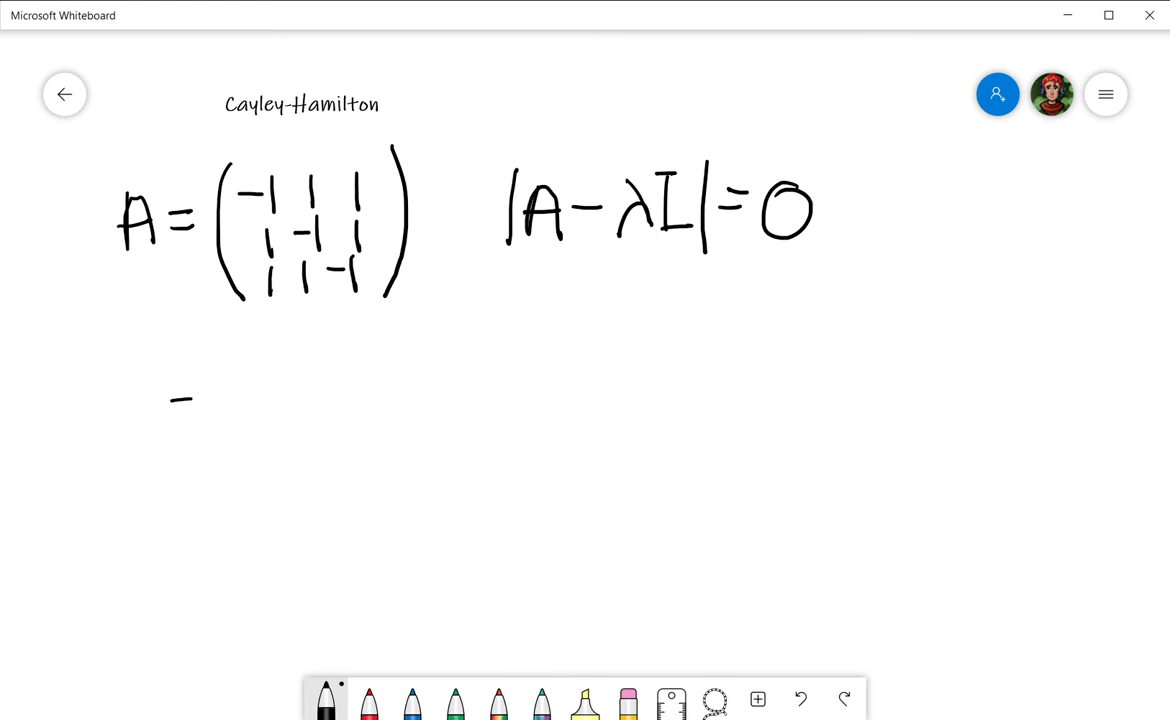 Microsoft Whiteboard
Cayley-Hamilton
A = ( -1 1 1
1 -1 1
1 1 -1 )
|A - λI| = 0
-